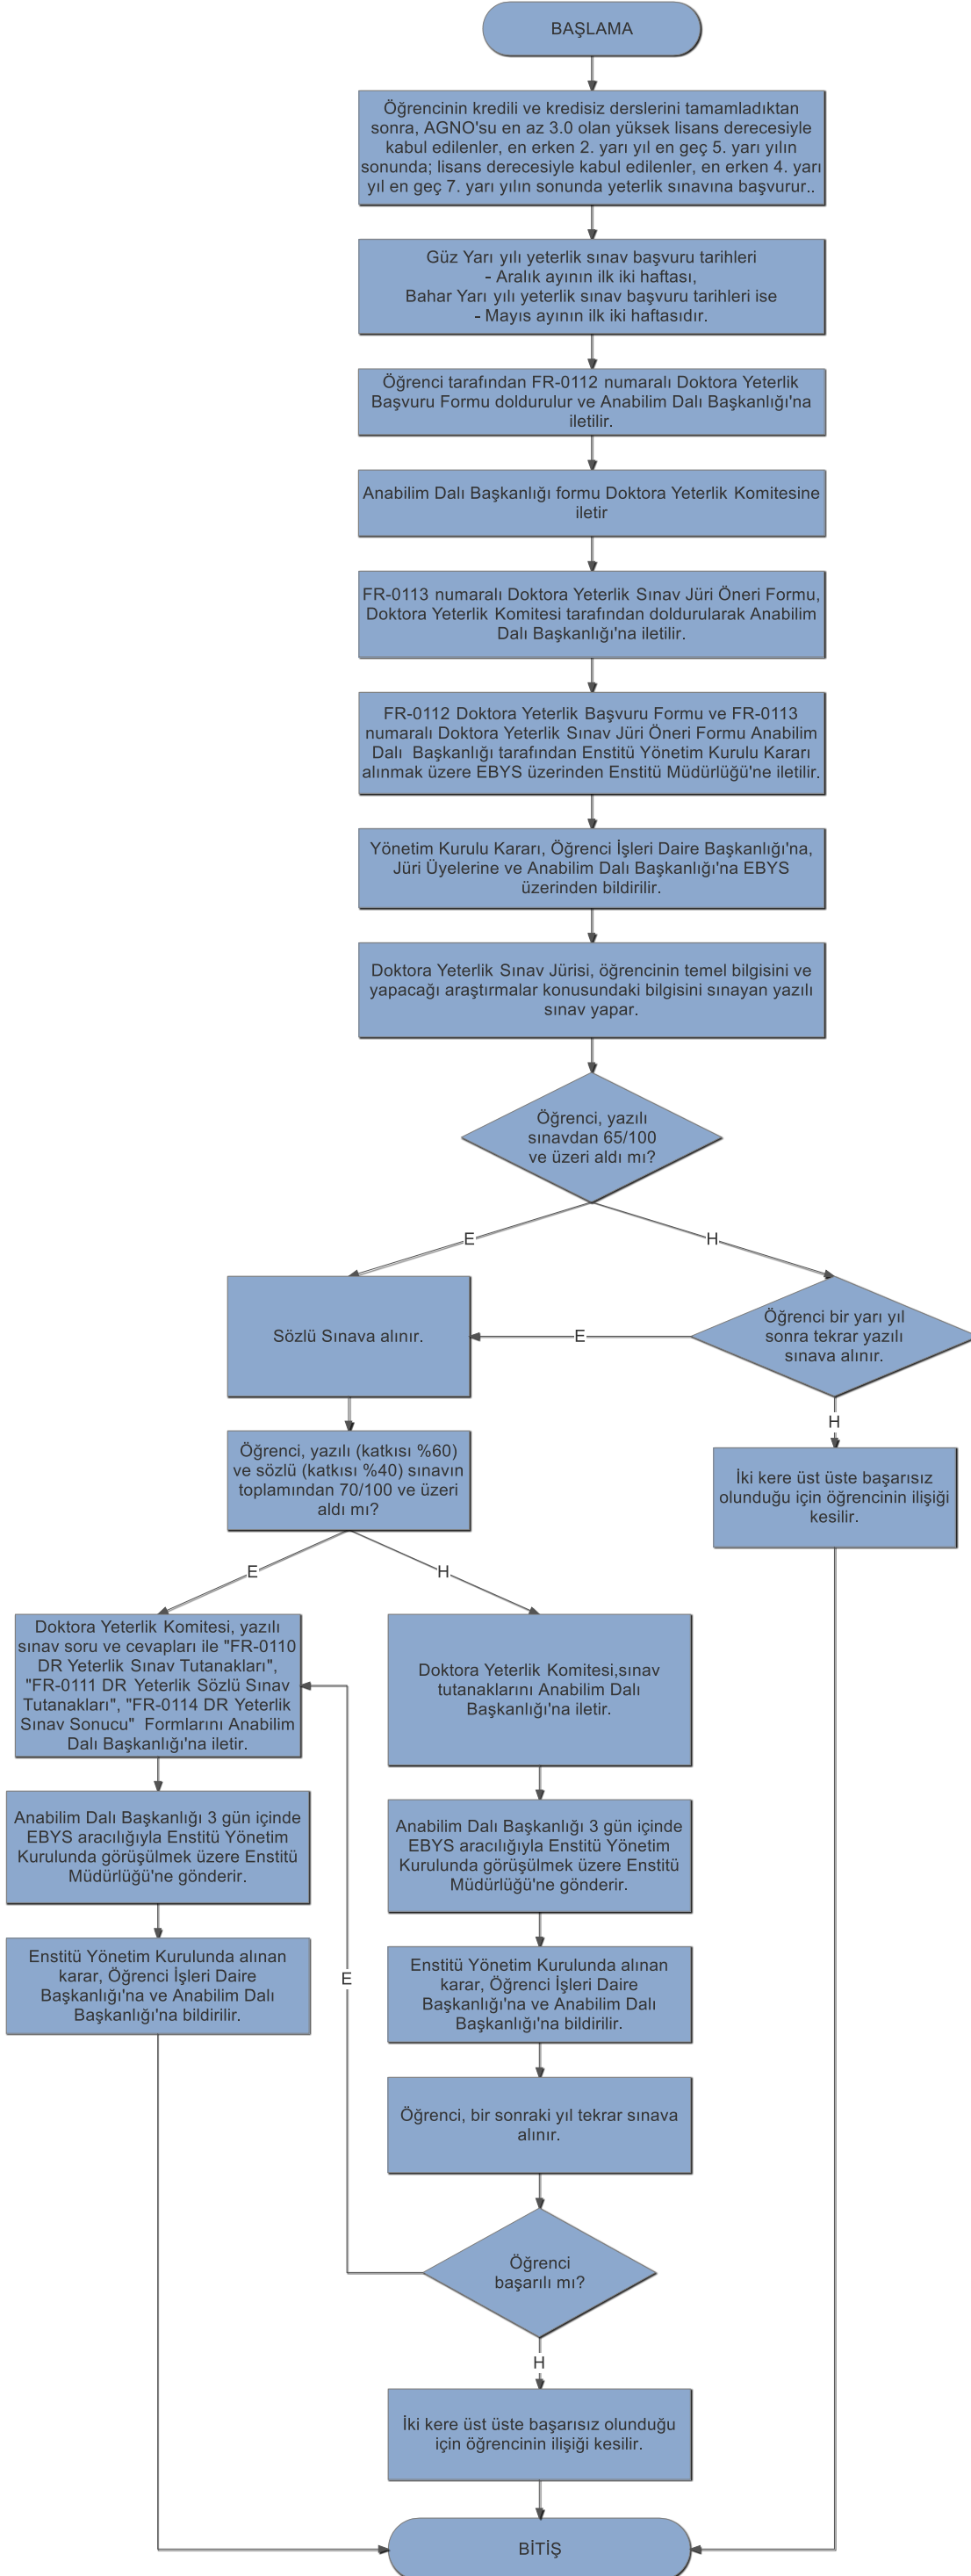 BAŞLAMA
Öğrencinin kredili ve kredisiz derslerini tamamladıktan
sonra, AGNO'su en az 3.0 olan yüksek lisans derecesiyle
kabul edilenler, en erken 2. yarı yıl en geç 5. yarı yılın
sonunda; lisans derecesiyle kabul edilenler, en erken 4. yarı
yıl en geç 7. yarı yılın sonunda yeterlik sınavına başvurur..
Güz Yarı yılı yeterlik sınav başvuru tarihleri
- Aralık ayının ilk iki haftası,
Bahar Yarı yılı yeterlik sınav başvuru tarihleri ise
- Mayıs ayının ilk iki haftasıdır.
Öğrenci tarafından FR-0112 numaralı Doktora Yeterlik
Başvuru Formu doldurulur ve Anabilim Dalı Başkanlığı'na
iletilir.
Anabilim Dalı Başkanlığı formu Doktora Yeterlik Komitesine
iletir
FR-0113 numaralı Doktora Yeterlik Sınav Jüri Öneri Formu,
Doktora Yeterlik Komitesi tarafından doldurularak Anabilim
Dalı Başkanlığı'na iletilir.
FR-0112 Doktora Yeterlik Başvuru Formu ve FR-0113
numaralı Doktora Yeterlik Sınav Jüri Öneri Formu Anabilim
Dalı  Başkanlığı tarafından Enstitü Yönetim Kurulu Kararı
alınmak üzere EBYS üzerinden Enstitü Müdürlüğü'ne iletilir.
Yönetim Kurulu Kararı, Öğrenci İşleri Daire Başkanlığı'na,
Jüri Üyelerine ve Anabilim Dalı Başkanlığı'na EBYS
üzerinden bildirilir.
Doktora Yeterlik Sınav Jürisi, öğrencinin temel bilgisini ve
yapacağı araştırmalar konusundaki bilgisini sınayan yazılı
sınav yapar.
Öğrenci, yazılı
sınavdan 65/100
ve üzeri aldı mı?
E
H
Sözlü Sınava alınır.
E
Öğrenci bir yarı yıl
sonra tekrar yazılı
sınava alınır.
H
Öğrenci, yazılı (katkısı %60)
ve sözlü (katkısı %40) sınavın
toplamından 70/100 ve üzeri
aldı mı?
İki kere üst üste başarısız
olunduğu için öğrencinin ilişiği
kesilir.
E
H
Doktora Yeterlik Komitesi, yazılı
sınav soru ve cevapları ile "FR-0110
DR Yeterlik Sınav Tutanakları",
"FR-0111 DR Yeterlik Sözlü Sınav
Tutanakları", "FR-0114 DR Yeterlik
Sınav Sonucu"  Formlarını Anabilim
Dalı Başkanlığı'na iletir.
Doktora Yeterlik Komitesi,sınav
tutanaklarını Anabilim Dalı
Başkanlığı'na iletir.
Anabilim Dalı Başkanlığı 3 gün içinde
EBYS aracılığıyla Enstitü Yönetim
Kurulunda görüşülmek üzere Enstitü
Müdürlüğü'ne gönderir.
Anabilim Dalı Başkanlığı 3 gün içinde
EBYS aracılığıyla Enstitü Yönetim
Kurulunda görüşülmek üzere Enstitü
Müdürlüğü'ne gönderir.
Enstitü Yönetim Kurulunda alınan
karar, Öğrenci İşleri Daire
Başkanlığı'na ve Anabilim Dalı
Başkanlığı'na bildirilir.
E
Enstitü Yönetim Kurulunda alınan
karar, Öğrenci İşleri Daire
Başkanlığı'na ve Anabilim Dalı
Başkanlığı'na bildirilir.
Öğrenci, bir sonraki yıl tekrar sınava
alınır.
Öğrenci
başarılı mı?
H
İki kere üst üste başarısız olunduğu
için öğrencinin ilişiği kesilir.
BİTİŞ